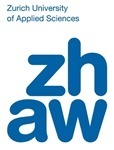 Zurich University
of Applied Sciences
zh
aw